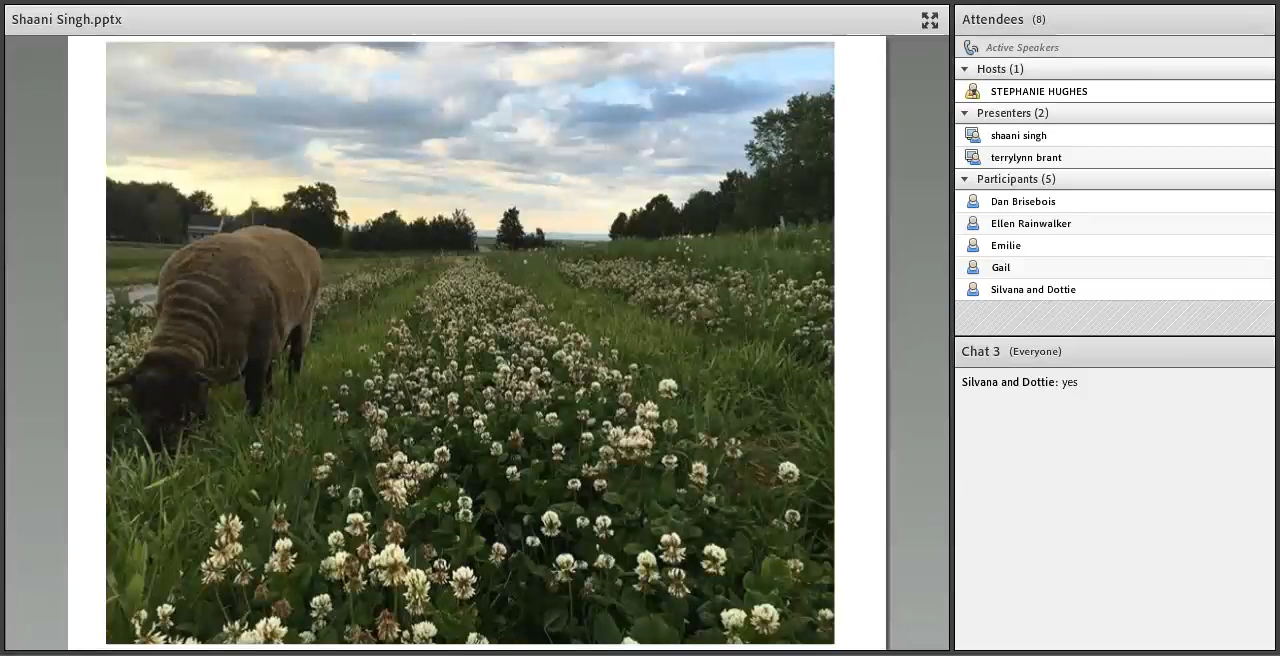 Shaani Singh.pptx
Attendees (8)
Active Speakers
Hosts (1)
STEPHANIE HUGHES
Presenters (2)
shaani singh
terrylynn brant
Participants (5)
Dan Brisebois
Ellen Rainwalker
Emilie
Gail
Silvana and Dottie
Chat 3 (Everyone)
Silvana and Dottie: yes